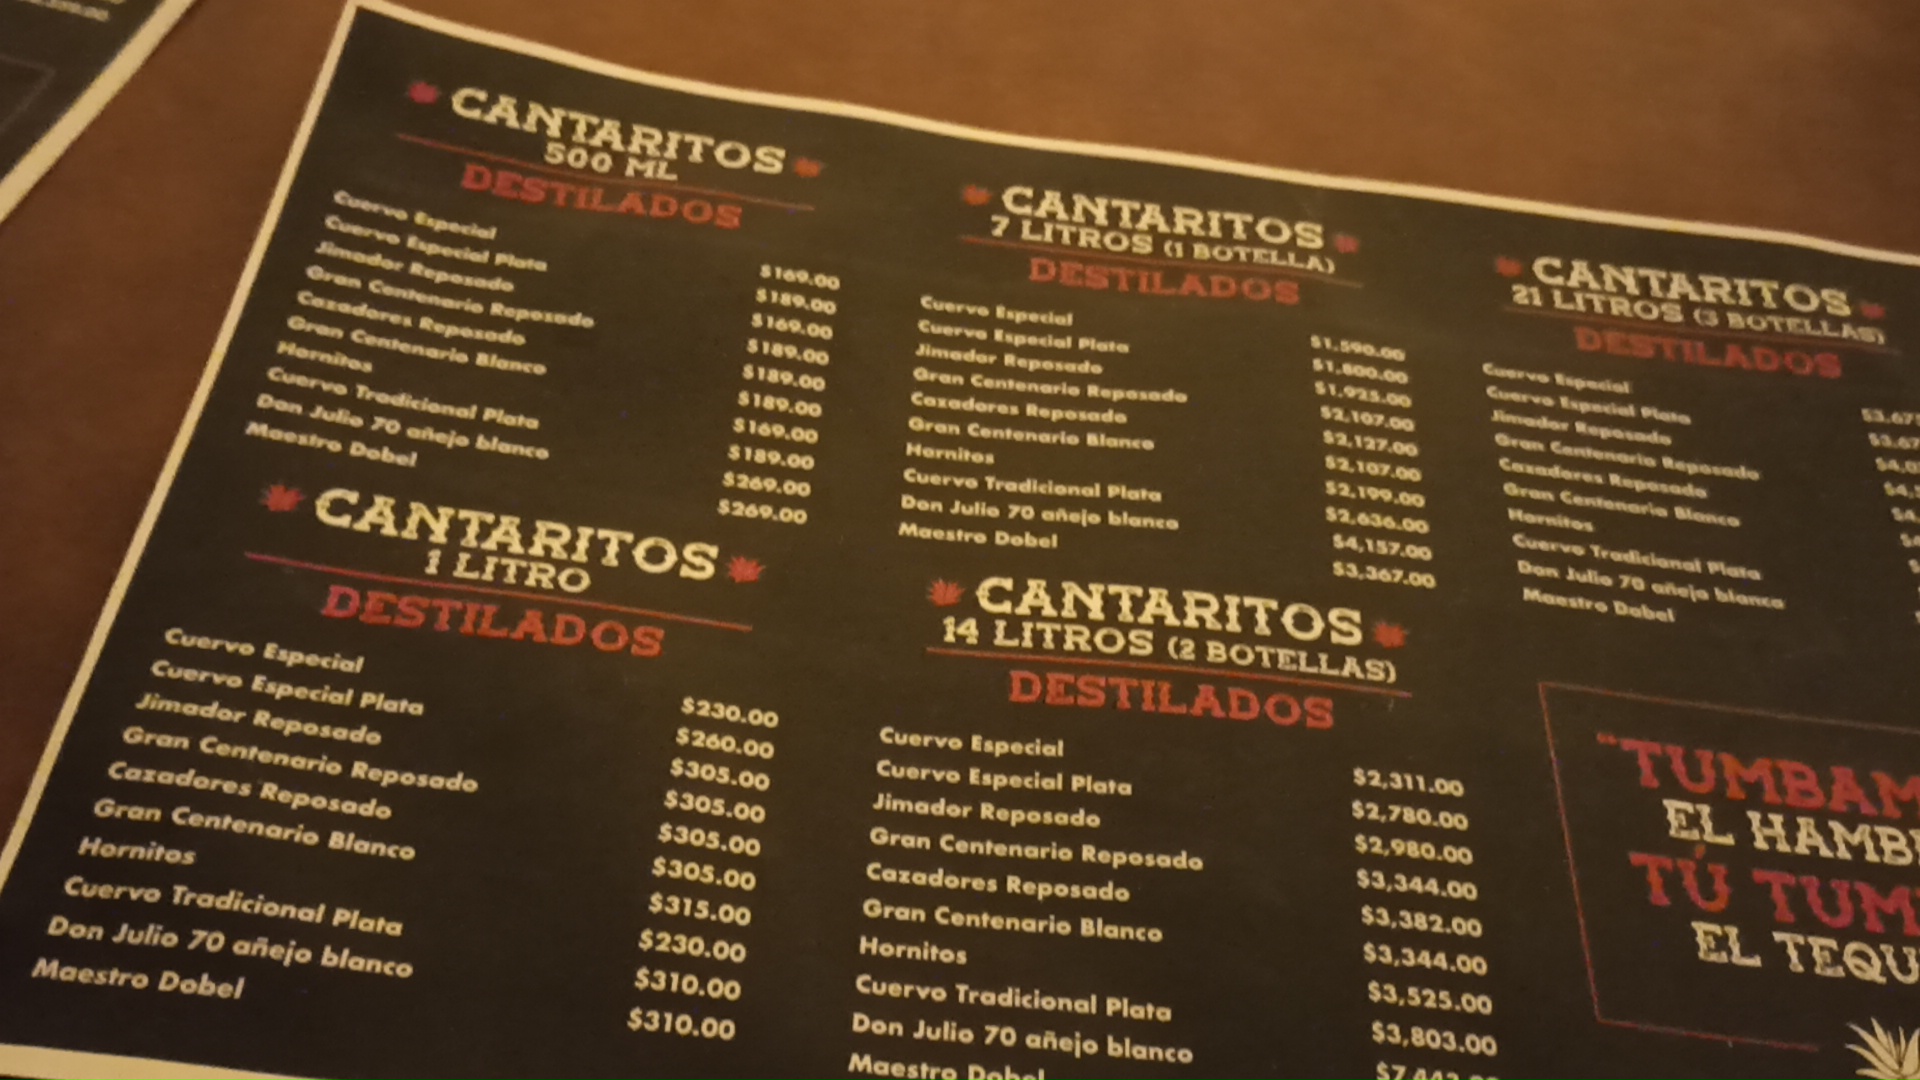 CANTARITOS
500 ML
DESTILADOS
Cuervo Especial $169.00
Cuervo Especial Plata $189.00
Jimador Reposado $169.00
Gran Centenario Reposado $189.00
Cazadores Reposado $189.00
Gran Centenario Blanco $189.00
Hornitos $169.00
Cuervo Tradicional Plata $189.00
Don Julio 70 añejo blanco $269.00
Maestro Dobel $269.00
CANTARITOS
1 LITRO
DESTILADOS
Cuervo Especial $230.00
Cuervo Especial Plata $260.00
Jimador Reposado $305.00
Gran Centenario Reposado $305.00
Cazadores Reposado $305.00
Gran Centenario Blanco $305.00
Hornitos $315.00
Cuervo Tradicional Plata $230.00
Don Julio 70 añejo blanco $310.00
Maestro Dobel $310.00
CANTARITOS
7 LITROS (1 BOTELLA)
DESTILADOS
Cuervo Especial $1,590.00
Cuervo Especial Plata $1,800.00
Jimador Reposado $1,925.00
Gran Centenario Reposado $2,107.00
Cazadores Reposado $2,127.00
Gran Centenario Blanco $2,107.00
Hornitos $2,199.00
Cuervo Tradicional Plata $2,636.00
Don Julio 70 añejo blanco $4,157.00
Maestro Dobel $3,367.00
CANTARITOS
14 LITROS (2 BOTELLAS)
DESTILADOS
Cuervo Especial $2,311.00
Cuervo Especial Plata $2,780.00
Jimador Reposado $2,980.00
Gran Centenario Reposado $3,344.00
Cazadores Reposado $3,382.00
Gran Centenario Blanco $3,344.00
Hornitos $3,525.00
Cuervo Tradicional Plata $3,803.00
Don Julio 70 añejo blanco
Maestro Dobel
CANTARITOS
21 LITROS (3 BOTELLAS)
DESTILADOS
Cuervo Especial
Cuervo Especial Plata
Jimador Reposado
Gran Centenario Reposado
Cazadores Reposado
Gran Centenario Blanco
Hornitos
Cuervo Tradicional Plata
Don Julio 70 añejo blanco
Maestro Dobel
"TUMBAM
EL HAMB
TÚ TUM
EL TEQU